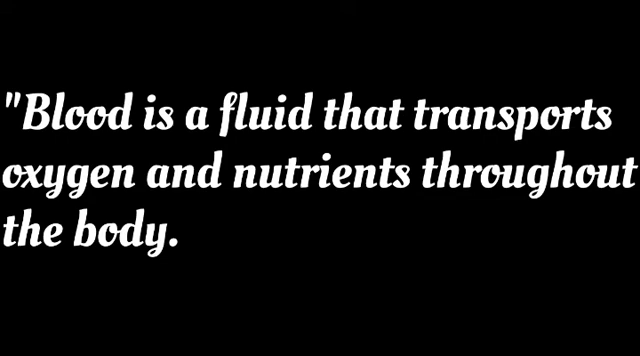 "Blood is a fluid that transports
oxygen and nutrients throughout
the body.